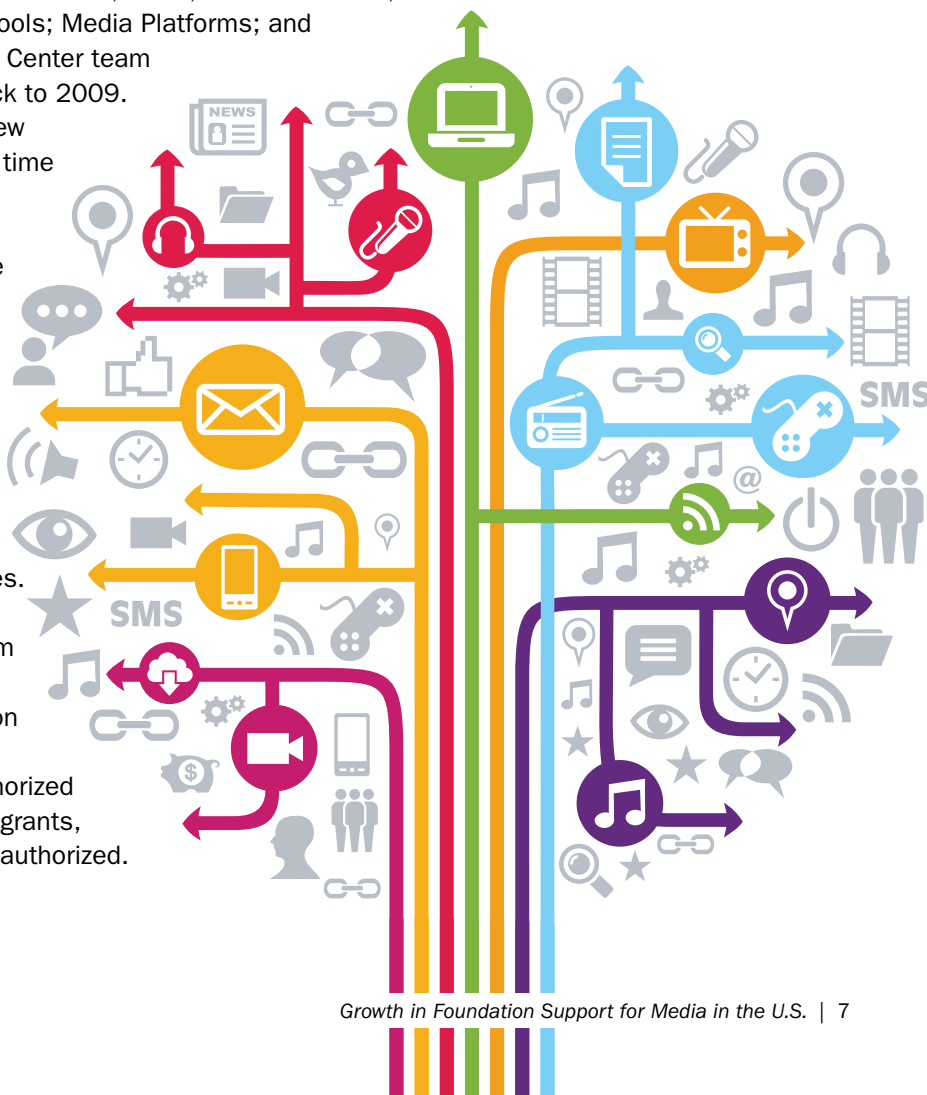 ools; Media Platforms; and
Center team
k to 2009.
ew
time
e
NEWS
SMS
@
es.
SMS
m
on
$
horized
grants,
authorized.
Growth in Foundation Support for Media in the U.S. | 7